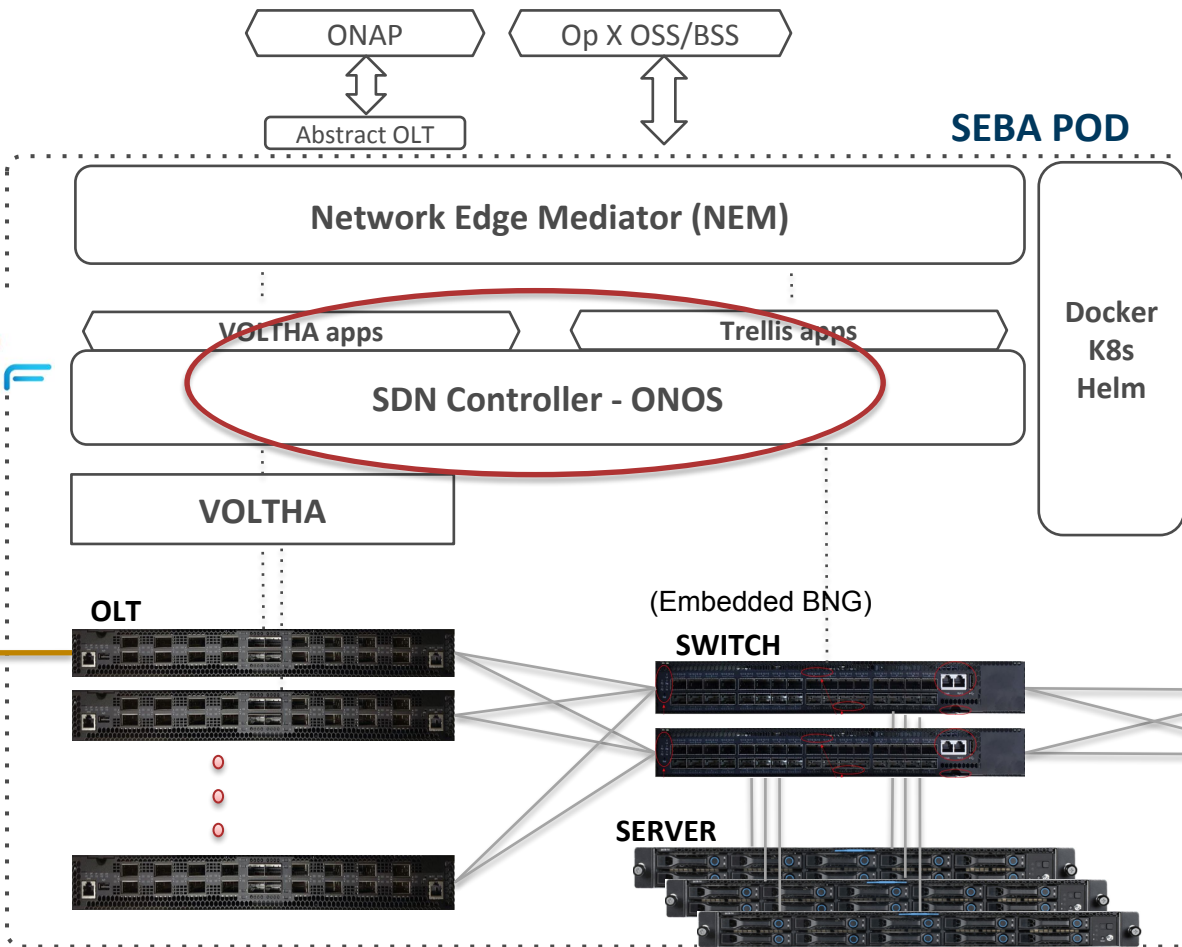 ONAP
Op X OSS/BSS
Abstract OLT
SEBA POD
Network Edge Mediator (NEM)
VOLTHA apps
Trellis apps
SDN Controller - ONOS
Docker
K8s
Helm
VOLTHA
OLT
(Embedded BNG)
SWITCH
SERVER